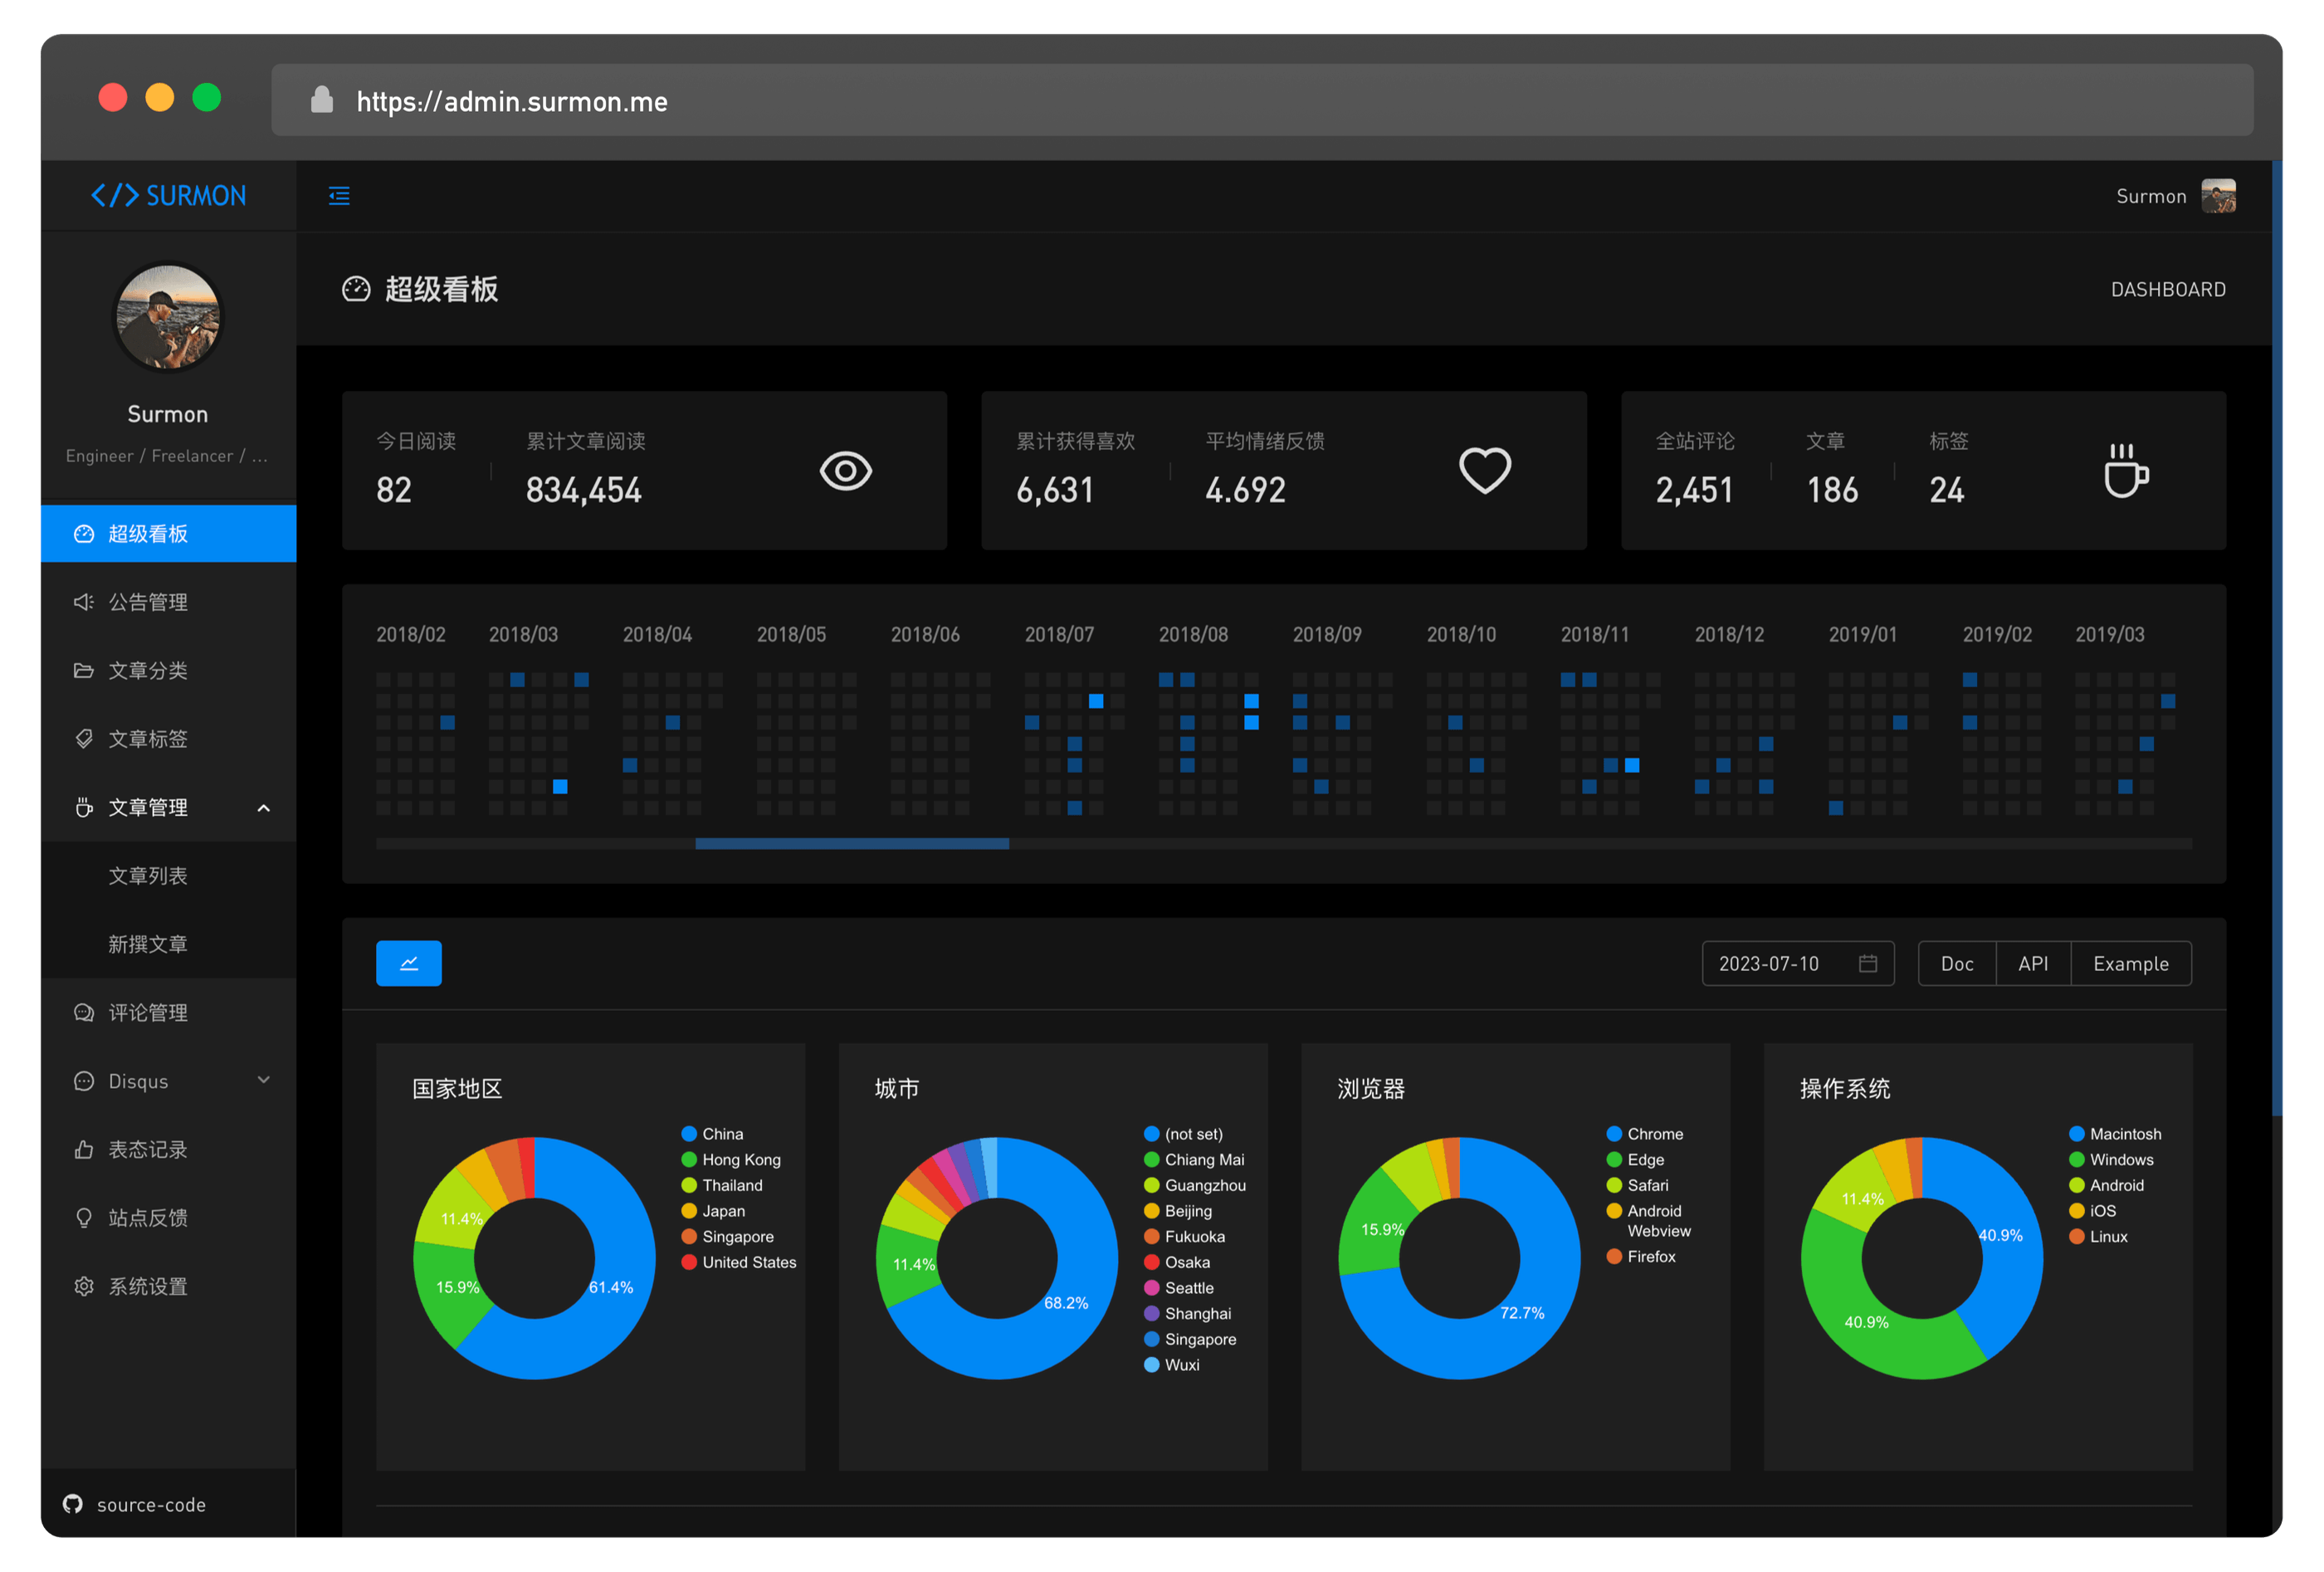 https://admin.surmon.me
</> SURMON
Surmon
超级看板
DASHBOARD
Surmon
Engineer / Freelancer / ...
超级看板
公告管理
文章分类
文章标签
文章管理
文章列表
新撰文章
评论管理
Disqus
表态记录
站点反馈
系统设置
source-code
今日阅读
82
累计文章阅读
834,454
累计获得喜欢
6,631
平均情绪反馈
4.692
全站评论
2,451
文章
186
标签
24
2018/02 2018/03 2018/04 2018/05 2018/06 2018/07 2018/08 2018/09 2018/10 2018/11 2018/12 2019/01 2019/02 2019/03
2023-07-10
Doc
API
Example
国家地区
China
Hong Kong
Thailand
Japan
Singapore
United States
11.4%
15.9%
61.4%
城市
(not set)
Chiang Mai
Guangzhou
Beijing
Fukuoka
Osaka
Seattle
Shanghai
Singapore
Wuxi
11.4%
68.2%
浏览器
Chrome
Edge
Safari
Android
Webview
Firefox
15.9%
72.7%
操作系统
Macintosh
Windows
Android
iOS
Linux
11.4%
40.9%
40.9%